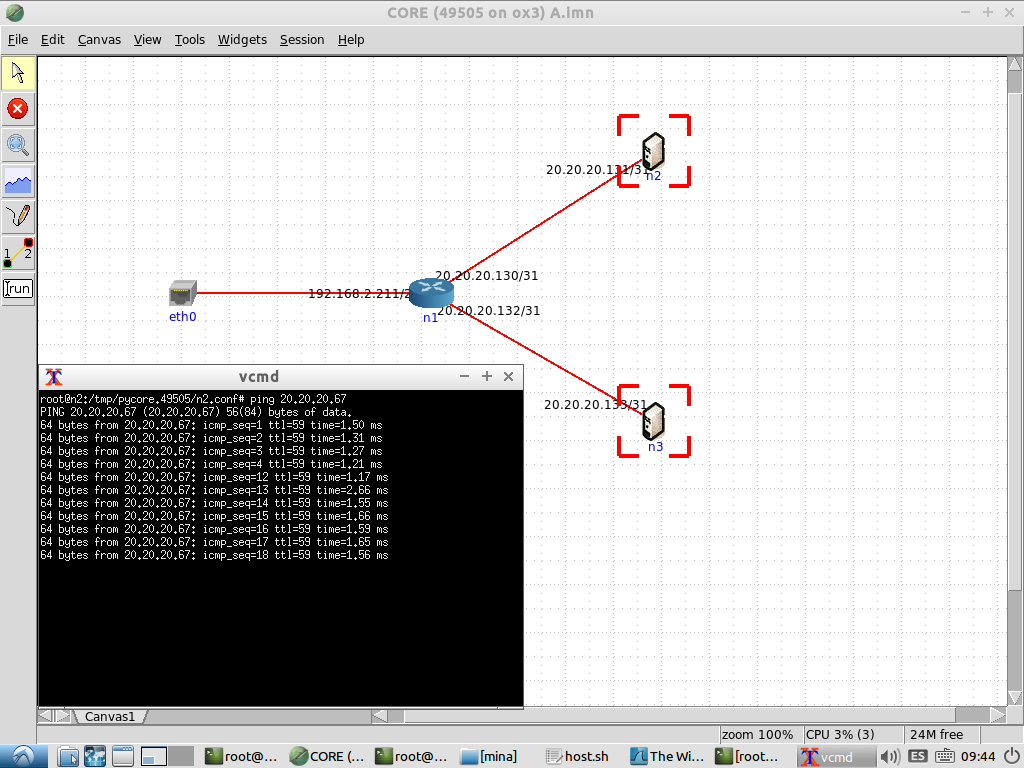 CORE (49505 on ox3) A.imn
File Edit Canvas View Tools Widgets Session Help
20.20.20.131/31
n2
20.20.20.130/31
192.168.2.211/2
eth0
n1
20.20.20.132/31
20.20.20.133/31
n3
1 2
run
vcmd
root@n2:/tmp/pycore.49505/n2.conf# ping 20.20.20.67
PING 20.20.20.67 (20.20.20.67) 56(84) bytes of data.
64 bytes from 20.20.20.67: icmp_seq=1 ttl=59 time=1.50 ms
64 bytes from 20.20.20.67: icmp_seq=2 ttl=59 time=1.31 ms
64 bytes from 20.20.20.67: icmp_seq=3 ttl=59 time=1.27 ms
64 bytes from 20.20.20.67: icmp_seq=4 ttl=59 time=1.21 ms
64 bytes from 20.20.20.67: icmp_seq=12 ttl=59 time=1.17 ms
64 bytes from 20.20.20.67: icmp_seq=13 ttl=59 time=2.66 ms
64 bytes from 20.20.20.67: icmp_seq=14 ttl=59 time=1.55 ms
64 bytes from 20.20.20.67: icmp_seq=15 ttl=59 time=1.66 ms
64 bytes from 20.20.20.67: icmp_seq=16 ttl=59 time=1.59 ms
64 bytes from 20.20.20.67: icmp_seq=17 ttl=59 time=1.65 ms
64 bytes from 20.20.20.67: icmp_seq=18 ttl=59 time=1.56 ms
Canvas1
zoom 100% CPU 3% (3) 24M free
root@... CORE (... root@... [mina] host.sh The Wi... [root... vcmd ES 09:44